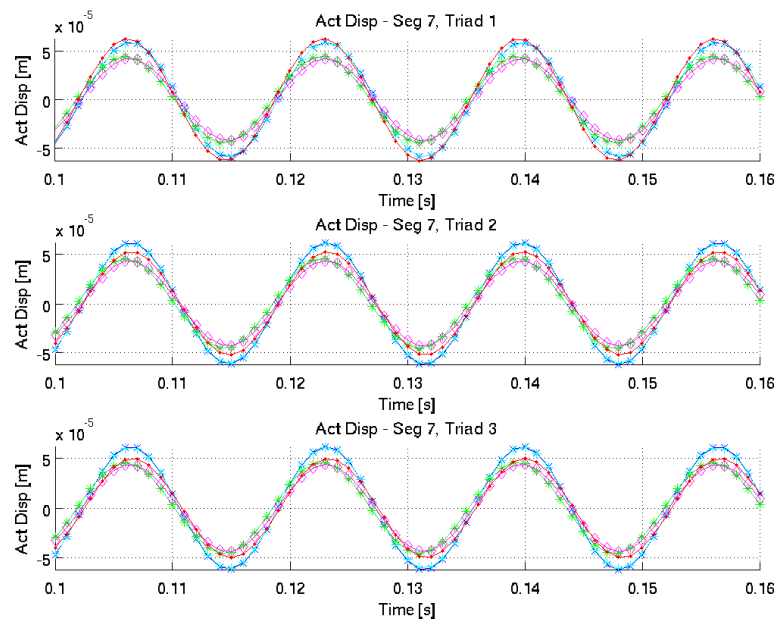 x 10⁻⁵
Act Disp - Seg 7, Triad 1
Act Disp [m]
5
0
-5
0.1 0.11 0.12 0.13 0.14 0.15 0.16
Time [s]
x 10⁻⁵
Act Disp - Seg 7, Triad 2
Act Disp [m]
5
0
-5
0.1 0.11 0.12 0.13 0.14 0.15 0.16
Time [s]
x 10⁻⁵
Act Disp - Seg 7, Triad 3
Act Disp [m]
5
0
-5
0.1 0.11 0.12 0.13 0.14 0.15 0.16
Time [s]